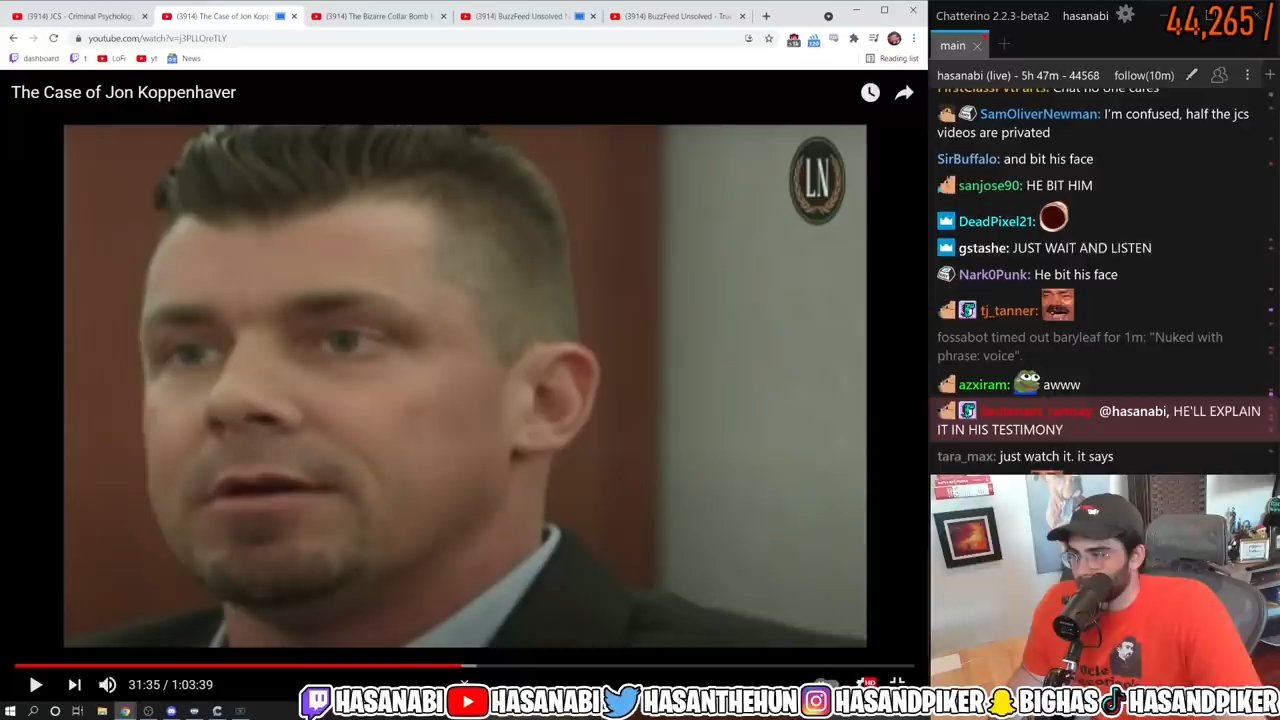 (3914) JCS - Criminal Psycholog
(3914) The Case of Jon Kopp
(3914) The Bizarre Collar Bomb
(3914) BuzzFeed Unsolved N
(3914) BuzzFeed Unsolved - Tru
youtube.com/watch?v=j3PLLOreTLY
dashboard
t
LoFi
yt
News
Reading list
The Case of Jon Koppenhaver
LN
31:35 / 1:03:39
HD
Chatterino 2.2.3-beta2
hasanabi
44,265 /
main
hasanabi (live) - 5h 47m - 44568
follow(10m)
SamOliverNewman: I'm confused, half the jcs
videos are privated
SirBuffalo: and bit his face
sanjose90: HE BIT HIM
DeadPixel21:
gstashe: JUST WAIT AND LISTEN
Nark0Punk: He bit his face
tj_tanner:
fossabot timed out baryleaf for 1m: "Nuked with
phrase: voice".
azxiram: awww
@hasanabi, HE'LL EXPLAIN
IT IN HIS TESTIMONY
tara_max: just watch it. it says
HASANABI HASANABI HASANTHEHUN HASANDPIKER BIGHAS HASANDPIKER